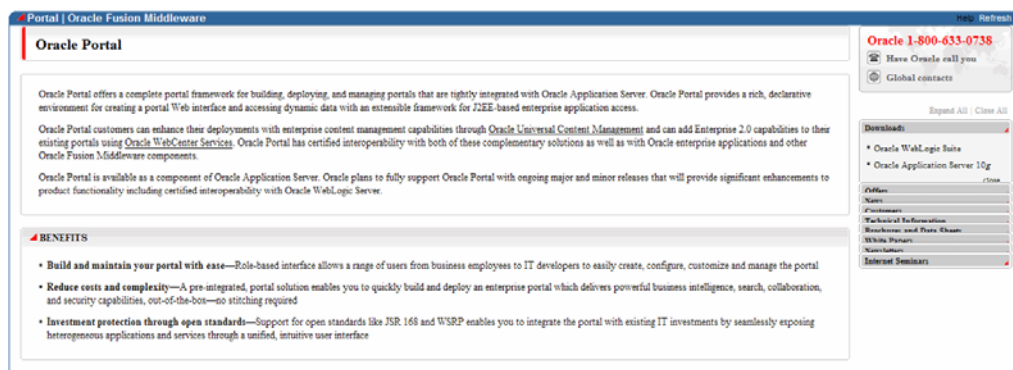 Portal | Oracle Fusion Middleware
Help Refresh
Oracle Portal
Oracle Portal offers a complete portal framework for building, deploying, and managing portals that are tightly integrated with Oracle Application Server. Oracle Portal provides a rich, declarative
environment for creating a portal Web interface and accessing dynamic data with an extensible framework for J2EE-based enterprise application access.
Oracle Portal customers can enhance their deployments with enterprise content management capabilities through Oracle Universal Content Management and can add Enterprise 2.0 capabilities to their
existing portals using Oracle WebCenter Services. Oracle Portal has certified interoperability with both of these complementary solutions as well as with Oracle enterprise applications and other
Oracle Fusion Middleware components.
Oracle Portal is available as a component of Oracle Application Server. Oracle plans to fully support Oracle Portal with ongoing major and minor releases that will provide significant enhancements to
product functionality including certified interoperability with Oracle WebLogic Server.
BENEFITS
• Build and maintain your portal with ease—Role-based interface allows a range of users from business employees to IT developers to easily create, configure, customize and manage the portal
• Reduce costs and complexity—A pre-integrated, portal solution enables you to quickly build and deploy an enterprise portal which delivers powerful business intelligence, search, collaboration,
and security capabilities, out-of-the-box—no stitching required
• Investment protection through open standards—Support for open standards like JSR 168 and WSRP enables you to integrate the portal with existing IT investments by seamlessly exposing
heterogeneous applications and services through a unified, intuitive user interface
Oracle 1-800-633-0738
Have Oracle call you
Global contacts
Expand All | Close All
Downloads
• Oracle WebLogic Suite
• Oracle Application Server 10g
close
Offers
News
Customers
Technical Information
Brochures and Data Sheets
White Papers
Newsletters
Internet Seminars